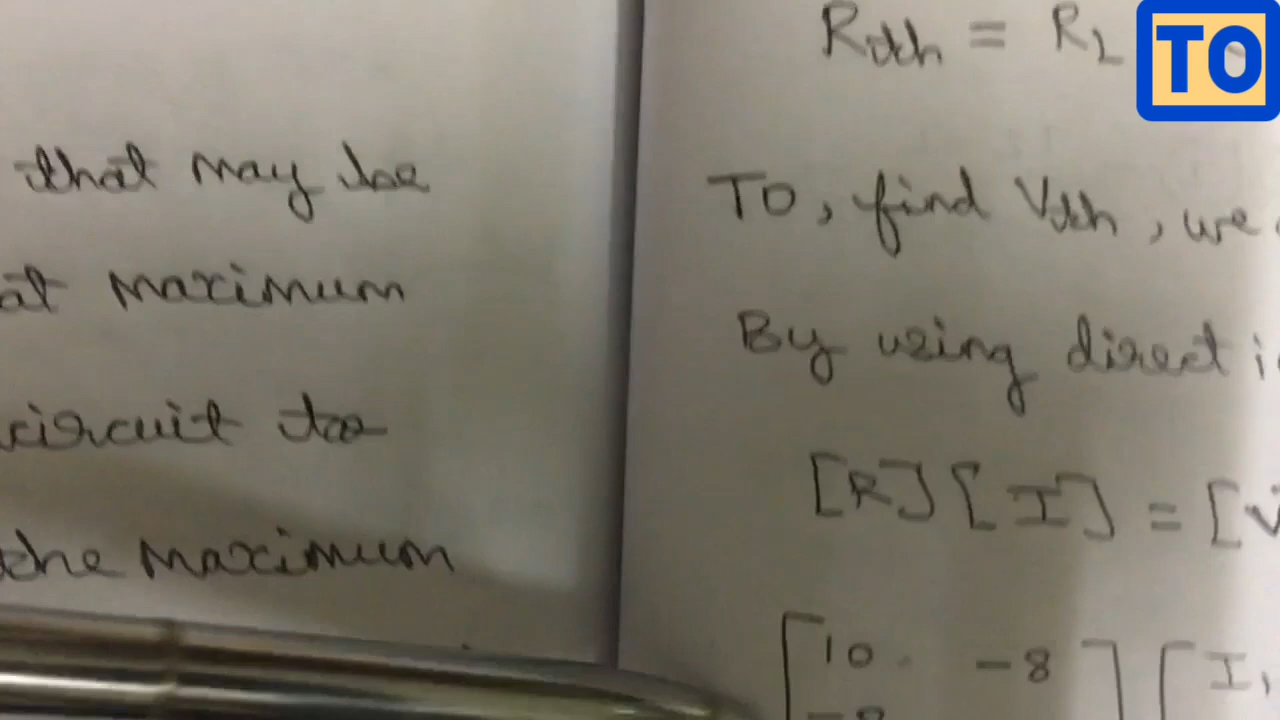 that may be
at maximum
circuit to
the maximum
Rth = RL
TO
To, find Vth, we
By using direct
[R] [I] = [V
[10 -8] [I1